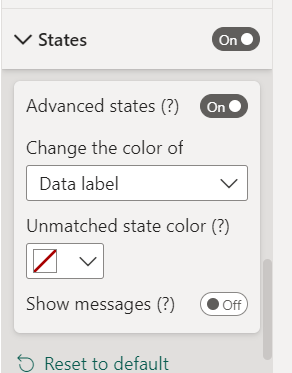 States On
Advanced states (?) On
Change the color of
Data label
Unmatched state color (?)
Show messages (?) Off
Reset to default